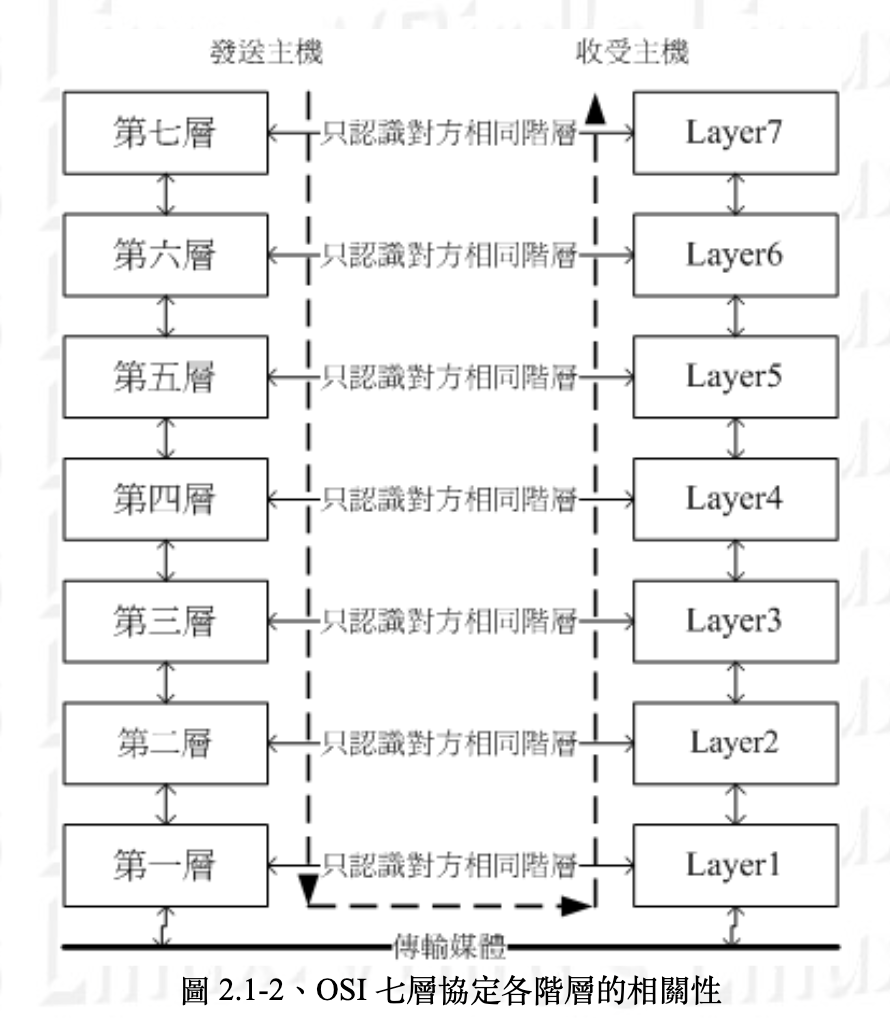 發送主機 收受主機
第七層 只認識對方相同階層 Layer7
第六層 只認識對方相同階層 Layer6
第五層 只認識對方相同階層 Layer5
第四層 只認識對方相同階層 Layer4
第三層 只認識對方相同階層 Layer3
第二層 只認識對方相同階層 Layer2
第一層 只認識對方相同階層 Layer1
傳輸媒體
圖 2.1-2、OSI 七層協定各階層的相關性